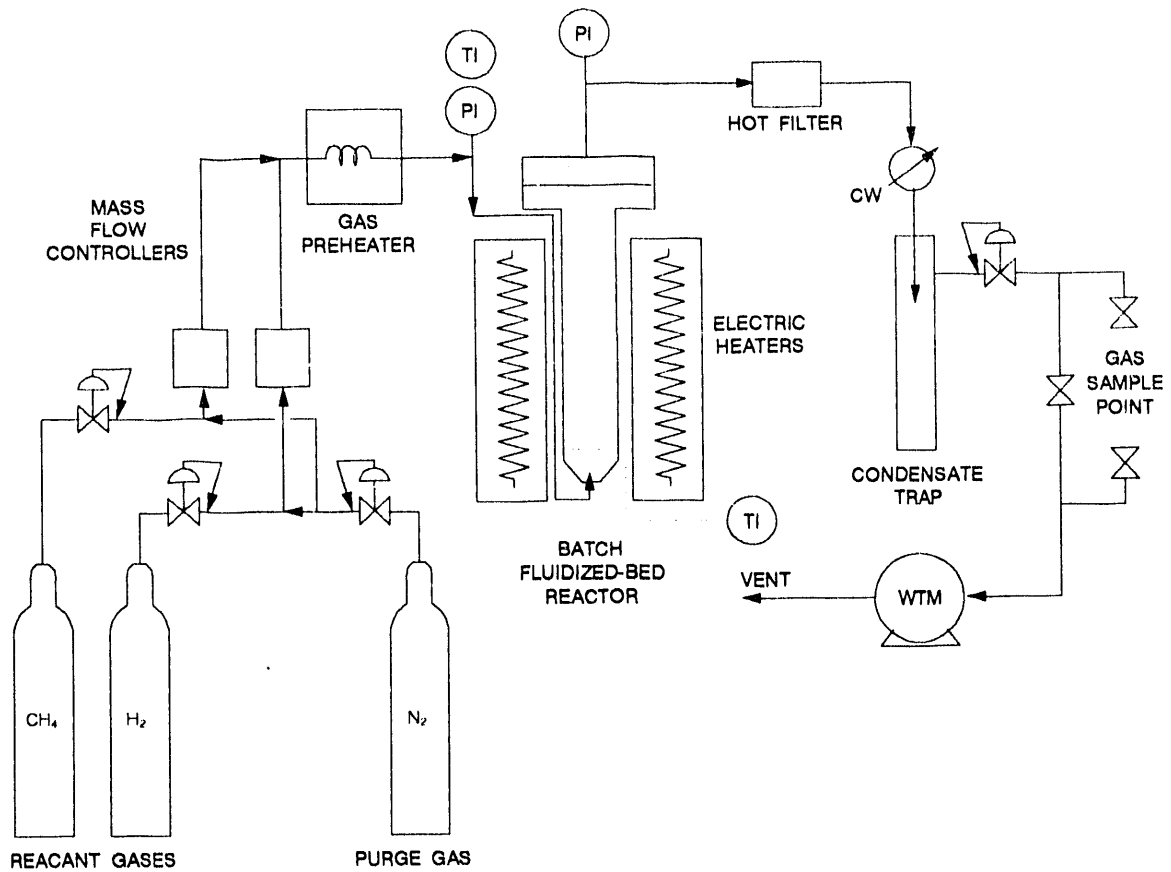 PI
TI
PI
HOT FILTER
CW
MASS
FLOW
CONTROLLERS
GAS
PREHEATER
ELECTRIC
HEATERS
GAS
SAMPLE
POINT
CONDENSATE
TRAP
TI
BATCH
FLUIDIZED-BED
REACTOR
VENT
WTM
CH₄
H₂
N₂
REACANT GASES
PURGE GAS